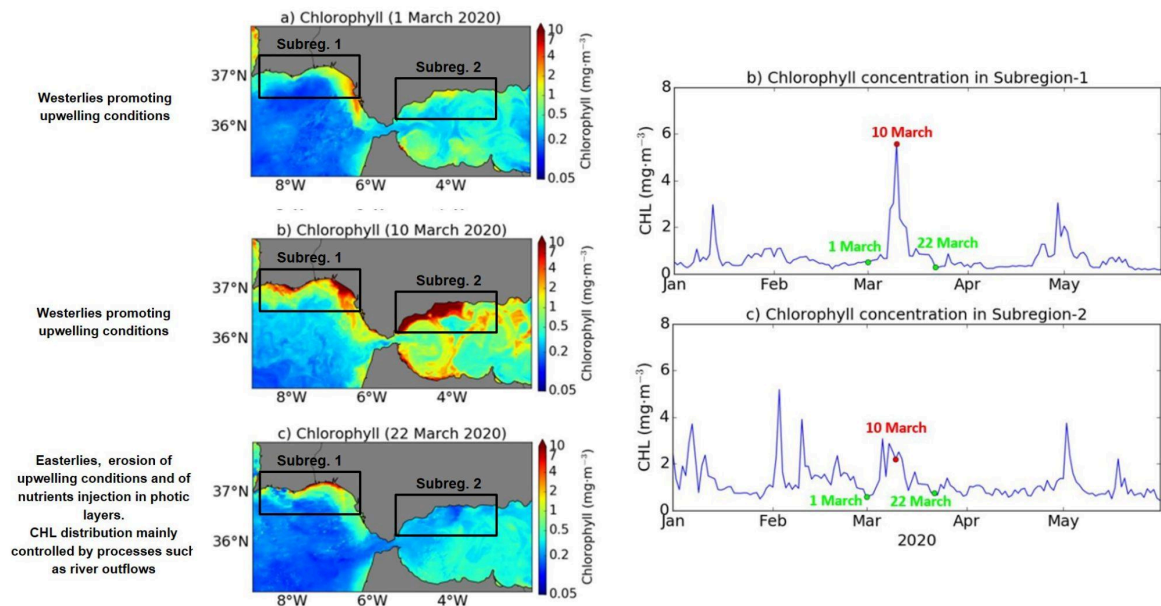 a) Chlorophyll (1 March 2020)
Westerlies promoting
upwelling conditions
Subreg. 1
Subreg. 2
37°N
36°N
8°W 6°W 4°W
10
7
4
2
1
0.5
0.2
0.05
Chlorophyll (mg·m⁻³)
b) Chlorophyll (10 March 2020)
Westerlies promoting
upwelling conditions
Subreg. 1
Subreg. 2
37°N
36°N
8°W 6°W 4°W
10
7
4
2
1
0.5
0.2
0.05
Chlorophyll (mg·m⁻³)
c) Chlorophyll (22 March 2020)
Easterlies, erosion of
upwelling conditions and of
nutrients injection in photic
layers.
CHL distribution mainly
controlled by processes such
as river outflows
Subreg. 1
Subreg. 2
37°N
36°N
8°W 6°W 4°W
10
7
4
2
1
0.5
0.2
0.05
Chlorophyll (mg·m⁻³)
b) Chlorophyll concentration in Subregion-1
CHL (mg·m⁻³)
8
6
4
2
0
10 March
1 March
22 March
Jan Feb Mar Apr May
c) Chlorophyll concentration in Subregion-2
CHL (mg·m⁻³)
8
6
4
2
0
10 March
1 March
22 March
Jan Feb Mar Apr May
2020